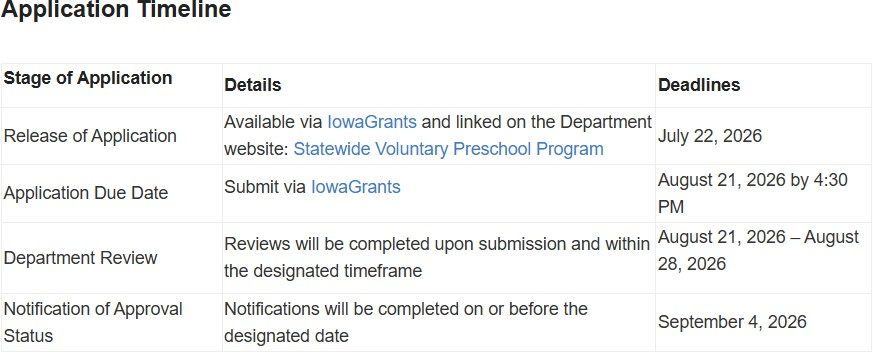 Application Timeline
Stage of Application
Details
Deadlines
Release of Application
Available via IowaGrants and linked on the Department
website: Statewide Voluntary Preschool Program
July 22, 2026
Application Due Date
Submit via IowaGrants
August 21, 2026 by 4:30
PM
Department Review
Reviews will be completed upon submission and within
the designated timeframe
August 21, 2026 – August
28, 2026
Notification of Approval
Status
Notifications will be completed on or before the
designated date
September 4, 2026